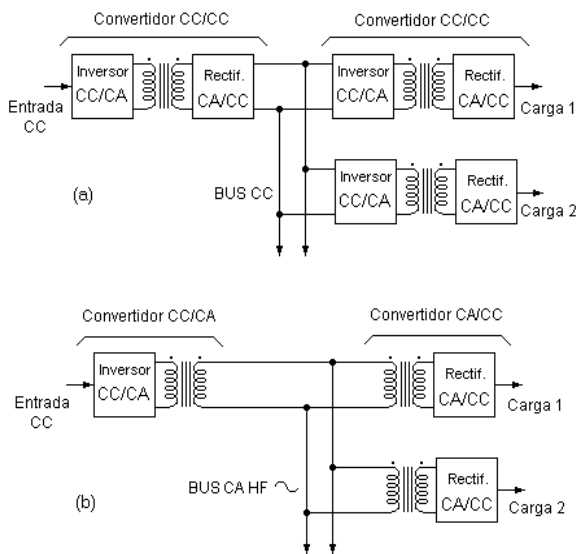 Convertidor CC/CC
Convertidor CC/CC
Inversor
CC/CA
Rectif.
CA/CC
Inversor
CC/CA
Rectif.
CA/CC
Entrada
CC
Carga 1
(a)
BUS CC
Inversor
CC/CA
Rectif.
CA/CC
Carga 2
Convertidor CC/CA
Convertidor CA/CC
Inversor
CC/CA
Rectif.
CA/CC
Entrada
CC
Carga 1
(b)
BUS CA HF
Rectif.
CA/CC
Carga 2